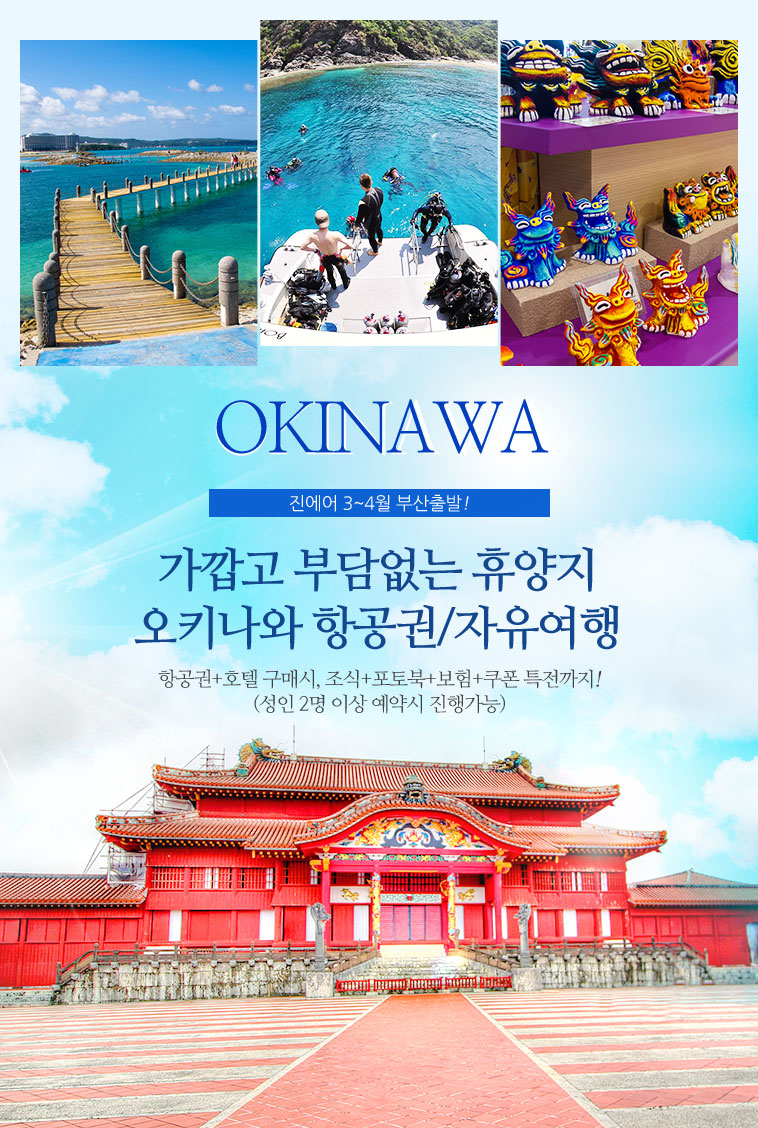 OKINAWA
진에어 3~4월 부산출발!
가깝고 부담없는 휴양지
오키나와 항공권/자유여행
항공권+호텔 구매시, 조식+포토북+보험+쿠폰 특전까지!
(성인 2명 이상 예약시 진행가능)